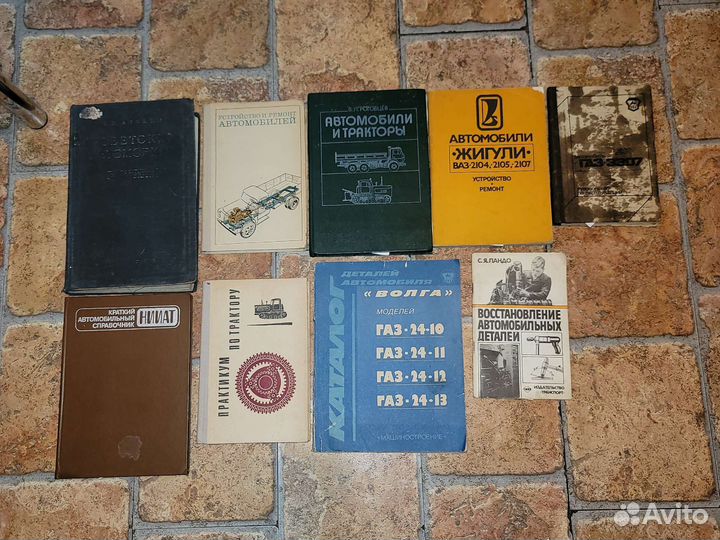 УСТРОЙСТВО И РЕМОНТ
АВТОМОБИЛЕЙ
АВТОМОБИЛИ
И ТРАКТОРЫ
АВТОМОБИЛИ
"ЖИГУЛИ"
ВАЗ-2104,-2105,-2107
УСТРОЙСТВО
И
РЕМОНТ
ГАЗ-3307
КРАТКИЙ
АВТОМОБИЛЬНЫЙ
СПРАВОЧНИК
НИИАТ
ПРАКТИКУМ ПО ТРАКТОРУ
КАТАЛОГ
ДЕТАЛЕЙ
АВТОМОБИЛЯ
"ВОЛГА"
МОДЕЛЕЙ
ГАЗ-24-10
ГАЗ-24-11
ГАЗ-24-12
ГАЗ-24-13
"МАШИНОСТРОЕНИЕ"
С.Я.ЛАНДО
ВОССТАНОВЛЕНИЕ
АВТОМОБИЛЬНЫХ
ДЕТАЛЕЙ
ИЗДАТЕЛЬСТВО
"ТРАНСПОРТ"
Avito